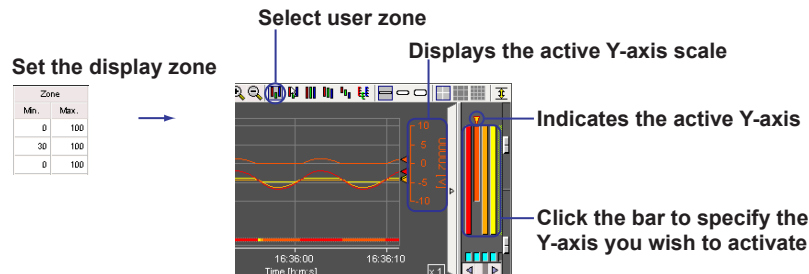 Select user zone
Displays the active Y-axis scale
Set the display zone
Zone
Min. Max.
0 100
30 100
0 100
Indicates the active Y-axis
10
5
0
-5
-10
70000 [V]
Click the bar to specify the
Y-axis you wish to activate
16:36:00 16:36:10
Time [h:m:s]
x 1